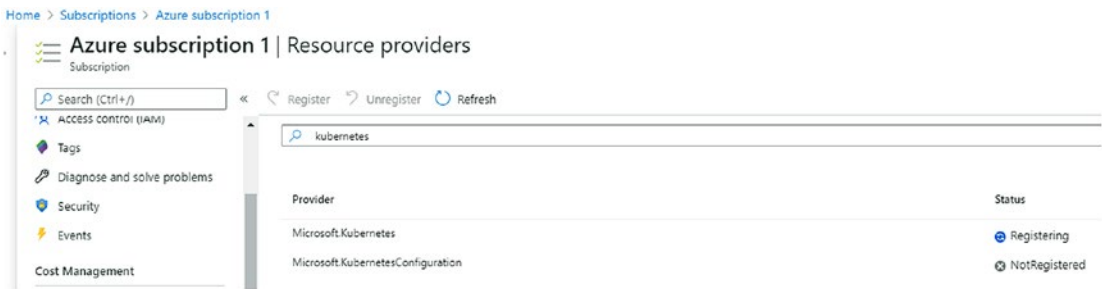 Home > Subscriptions > Azure subscription 1
Azure subscription 1 | Resource providers
Subscription
Search (Ctrl+/)
« Register Unregister Refresh
Access control (IAM)
kubernetes
Tags
Diagnose and solve problems
Security
Provider Status
Events
Microsoft.Kubernetes Registering
Microsoft.KubernetesConfiguration NotRegistered
Cost Management